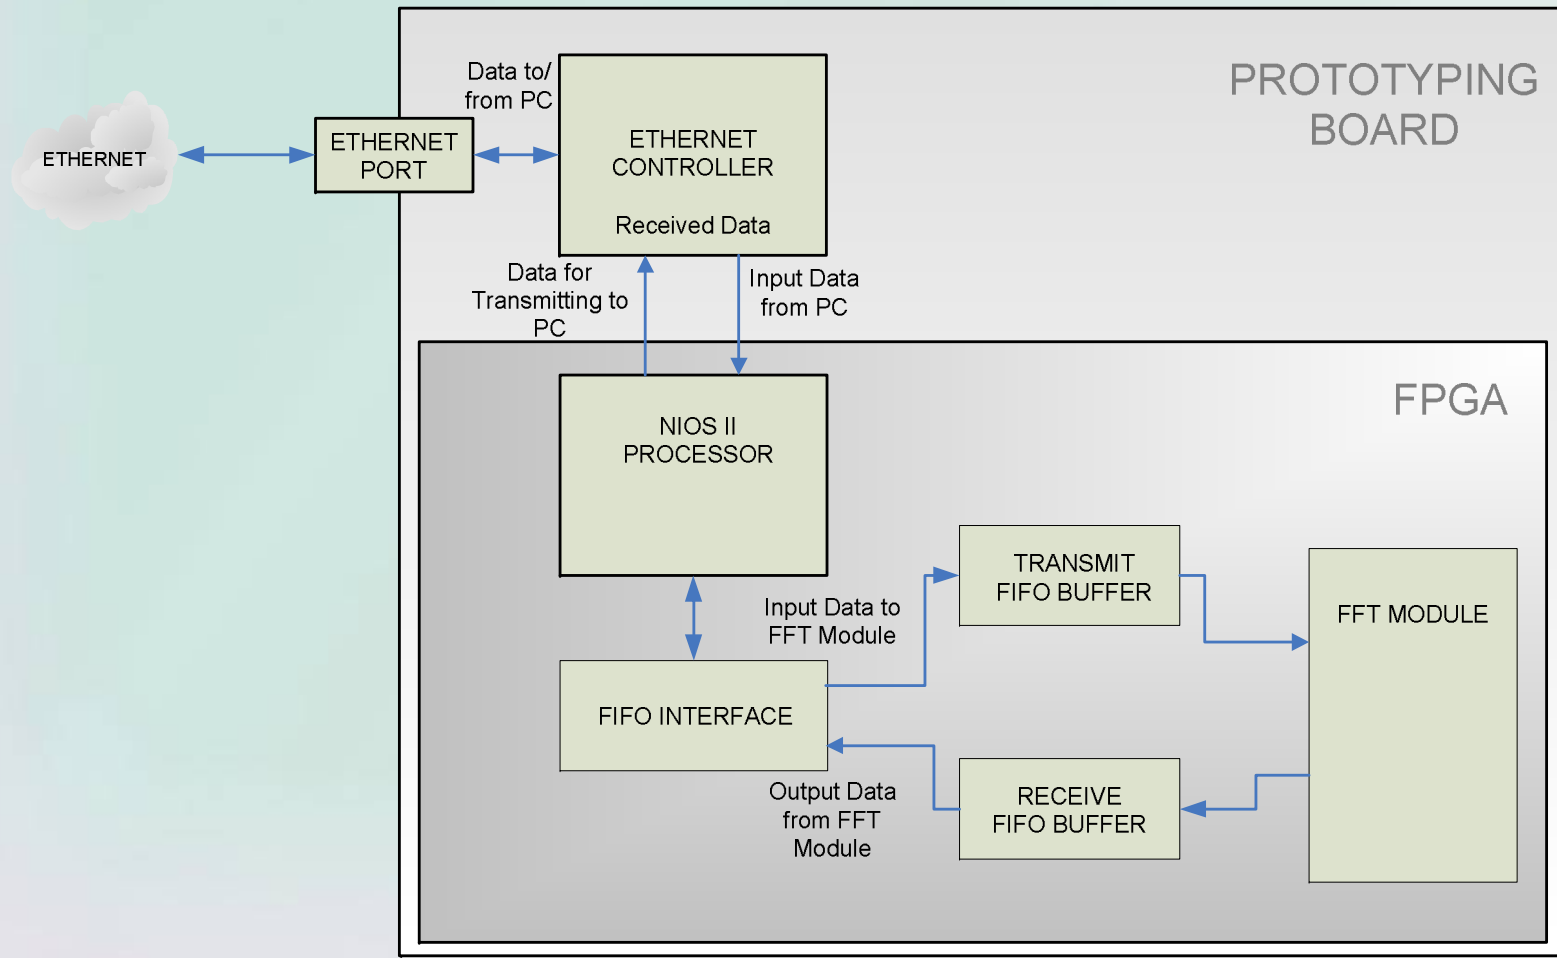 PROTOTYPING
BOARD
Data to/
from PC
ETHERNET
ETHERNET
PORT
ETHERNET
CONTROLLER
Received Data
Data for
Transmitting to
PC
Input Data
from PC
FPGA
NIOS II
PROCESSOR
Input Data to
FFT Module
TRANSMIT
FIFO BUFFER
FFT MODULE
FIFO INTERFACE
Output Data
from FFT
Module
RECEIVE
FIFO BUFFER